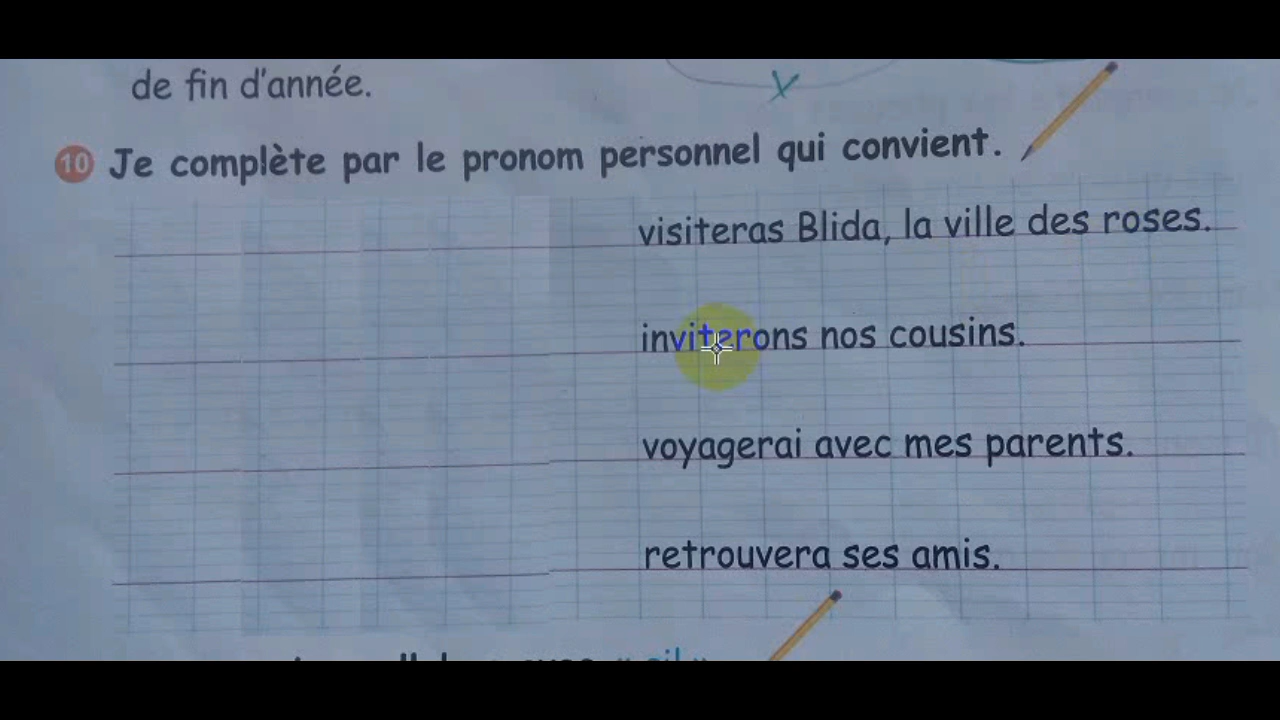 de fin d'année.
10 Je complète par le pronom personnel qui convient.
visiteras Blida, la ville des roses.
inviterons nos cousins.
voyagerai avec mes parents.
retrouvera ses amis.